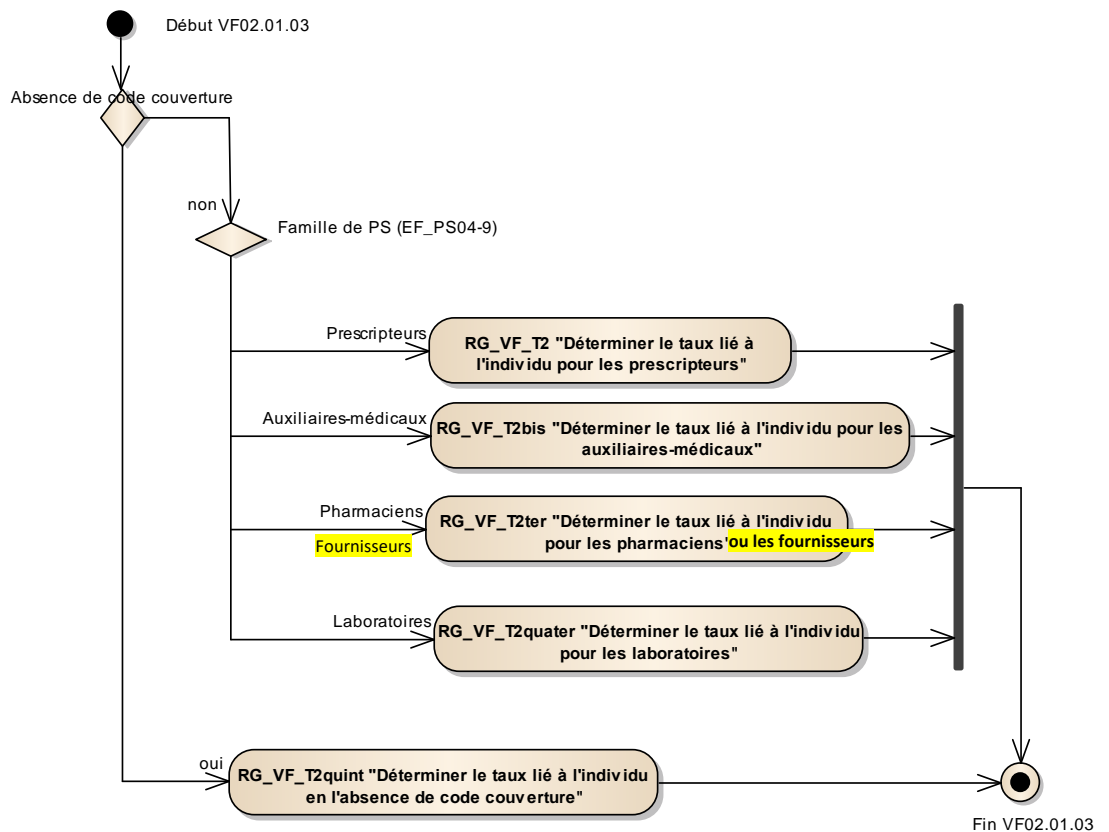 Début VF02.01.03
Absence de code couverture
non
Famille de PS (EF_PS04-9)
Prescripteurs
RG_VF_T2 "Déterminer le taux lié à
l'individu pour les prescripteurs"
Auxiliaires-médicaux
RG_VF_T2bis "Déterminer le taux lié à l'individu pour les
auxiliaires-médicaux"
Pharmaciens
Fournisseurs
RG_VF_T2ter "Déterminer le taux lié à l'individu
pour les pharmaciens" ou les fournisseurs
Laboratoires
RG_VF_T2quater "Déterminer le taux lié à l'individu
pour les laboratoires"
oui
RG_VF_T2quint "Déterminer le taux lié à l'individu
en l'absence de code couverture"
Fin VF02.01.03